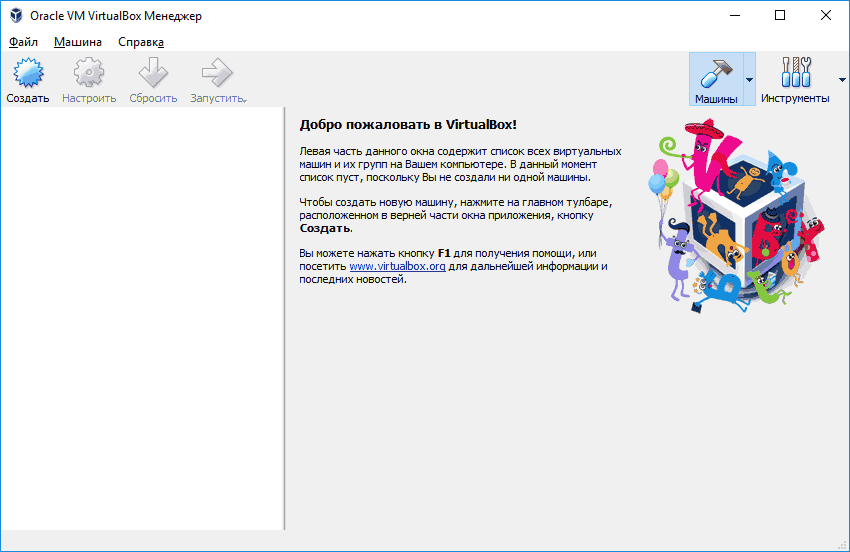 Oracle VM VirtualBox Менеджер
Файл Машина Справка
Создать Настроить Сбросить Запустить Машины Инструменты
Добро пожаловать в VirtualBox!
Левая часть данного окна содержит список всех виртуальных
машин и их групп на Вашем компьютере. В данный момент
список пуст, поскольку Вы не создали ни одной машины.
Чтобы создать новую машину, нажмите на главном тулбаре,
расположенном в верней части окна приложения, кнопку
Создать.
Вы можете нажать кнопку F1 для получения помощи, или
посетить www.virtualbox.org для дальнейшей информации и
последних новостей.